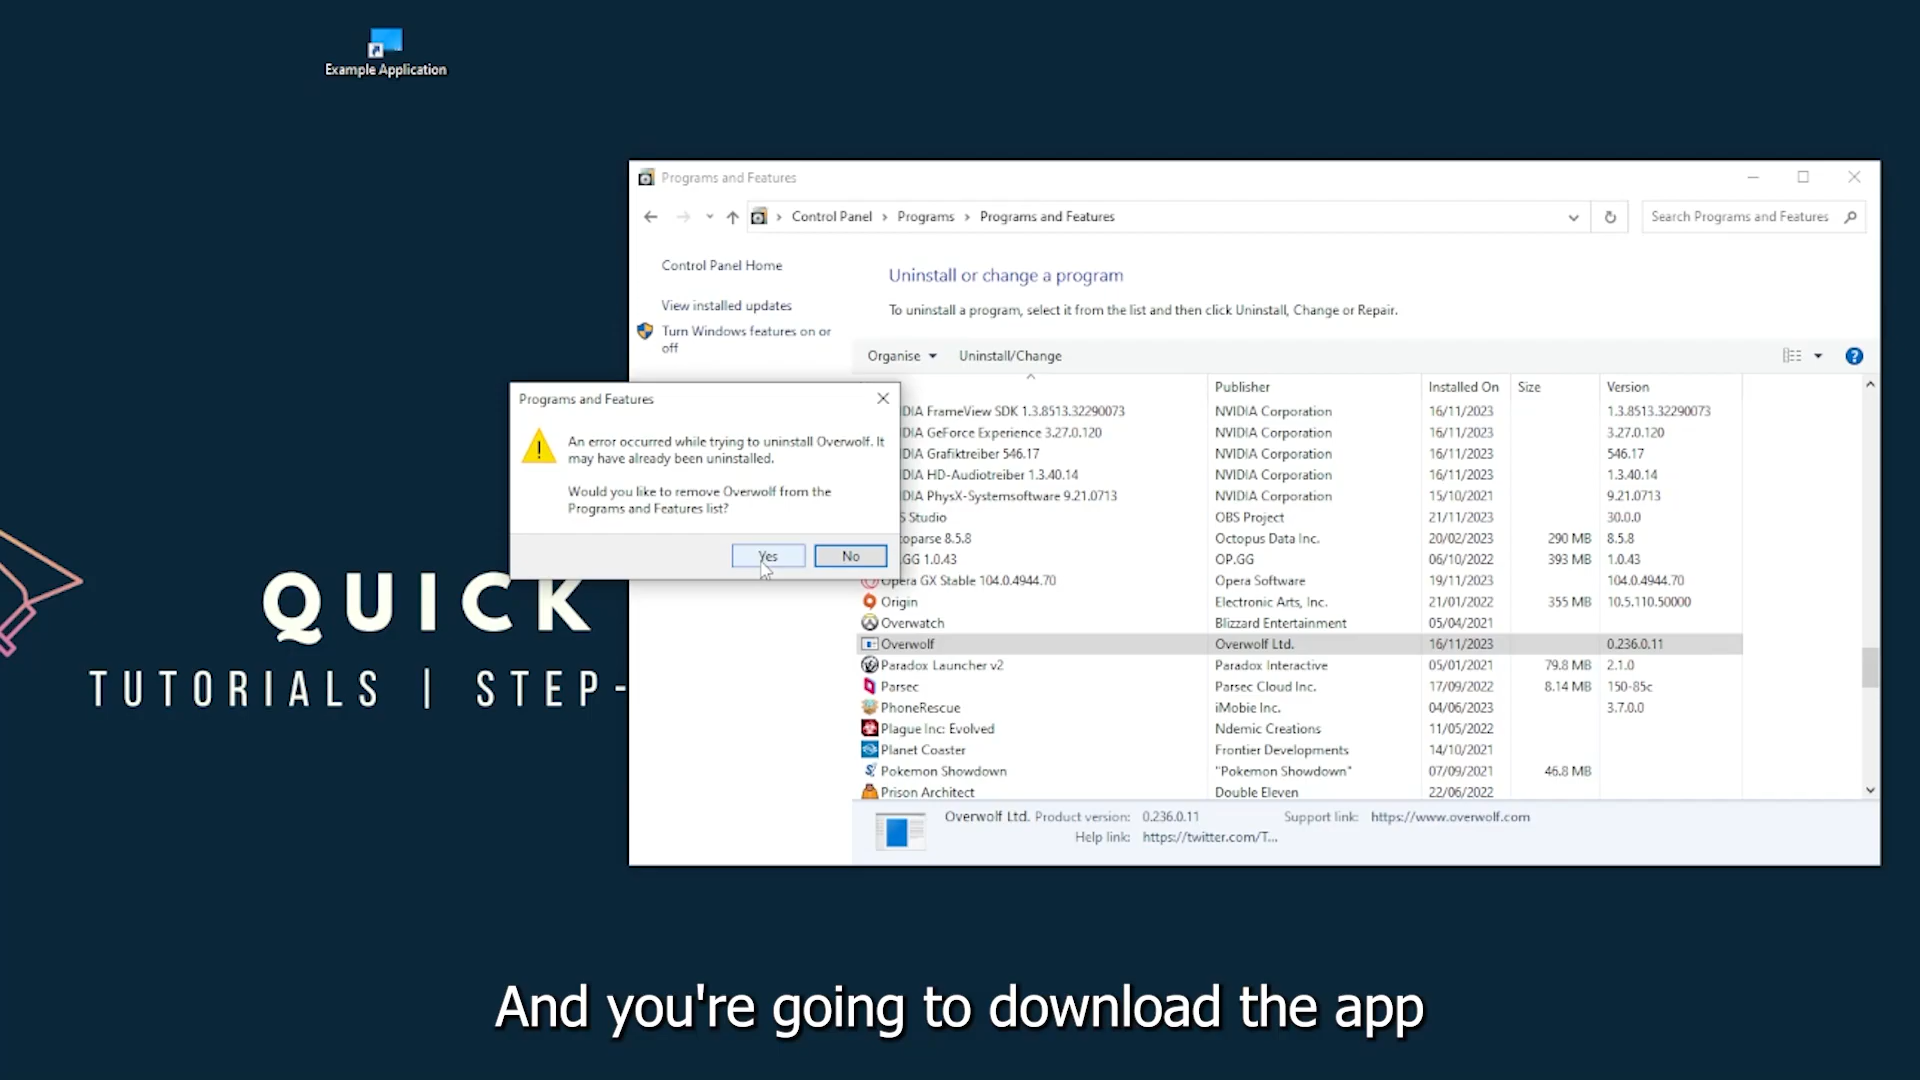 Example Application
Programs and Features
Control Panel > Programs > Programs and Features
Search Programs and Features
Control Panel Home
View installed updates
Turn Windows features on or
off
Uninstall or change a program
To uninstall a program, select it from the list and then click Uninstall, Change or Repair.
Organise Uninstall/Change
Publisher Installed On Size Version
DIA FrameView SDK 1.3.8513.32290073 NVIDIA Corporation 16/11/2023 1.3.8513.32290073
DIA GeForce Experience 3.27.0.120 NVIDIA Corporation 16/11/2023 3.27.0.120
DIA Grafiktreiber 546.17 NVIDIA Corporation 16/11/2023 546.17
DIA HD-Audiotreiber 1.3.40.14 NVIDIA Corporation 16/11/2023 1.3.40.14
DIA PhysX-Systemsoftware 9.21.0713 NVIDIA Corporation 15/10/2021 9.21.0713
S Studio OBS Project 21/11/2023 30.0.0
oparse 8.5.8 Octopus Data Inc. 20/02/2023 290 MB 8.5.8
.GG 1.0.43 OP.GG 06/10/2022 393 MB 1.0.43
Opera GX Stable 104.0.4944.70 Opera Software 19/11/2023 104.0.4944.70
Origin Electronic Arts, Inc. 21/01/2022 355 MB 10.5.110.50000
Overwatch Blizzard Entertainment 05/04/2021
Overwolf Overwolf Ltd. 16/11/2023 0.236.0.11
Paradox Launcher v2 Paradox Interactive 05/01/2021 79.8 MB 2.1.0
Parsec Parsec Cloud Inc. 17/09/2022 8.14 MB 150-85c
PhoneRescue iMobie Inc. 04/06/2023 3.7.0.0
Plague Inc: Evolved Ndemic Creations 11/05/2022
Planet Coaster Frontier Developments 14/10/2021
Pokemon Showdown "Pokemon Showdown" 07/09/2021 46.8 MB
Prison Architect Double Eleven 22/06/2022
Overwolf Ltd. Product version: 0.236.0.11 Support link: https://www.overwolf.com
Help link: https://twitter.com/T...
Programs and Features
An error occurred while trying to uninstall Overwolf. It
may have already been uninstalled.
Would you like to remove Overwolf from the
Programs and Features list?
Yes No
QUICK
TUTORIALS | STEP-
And you're going to download the app